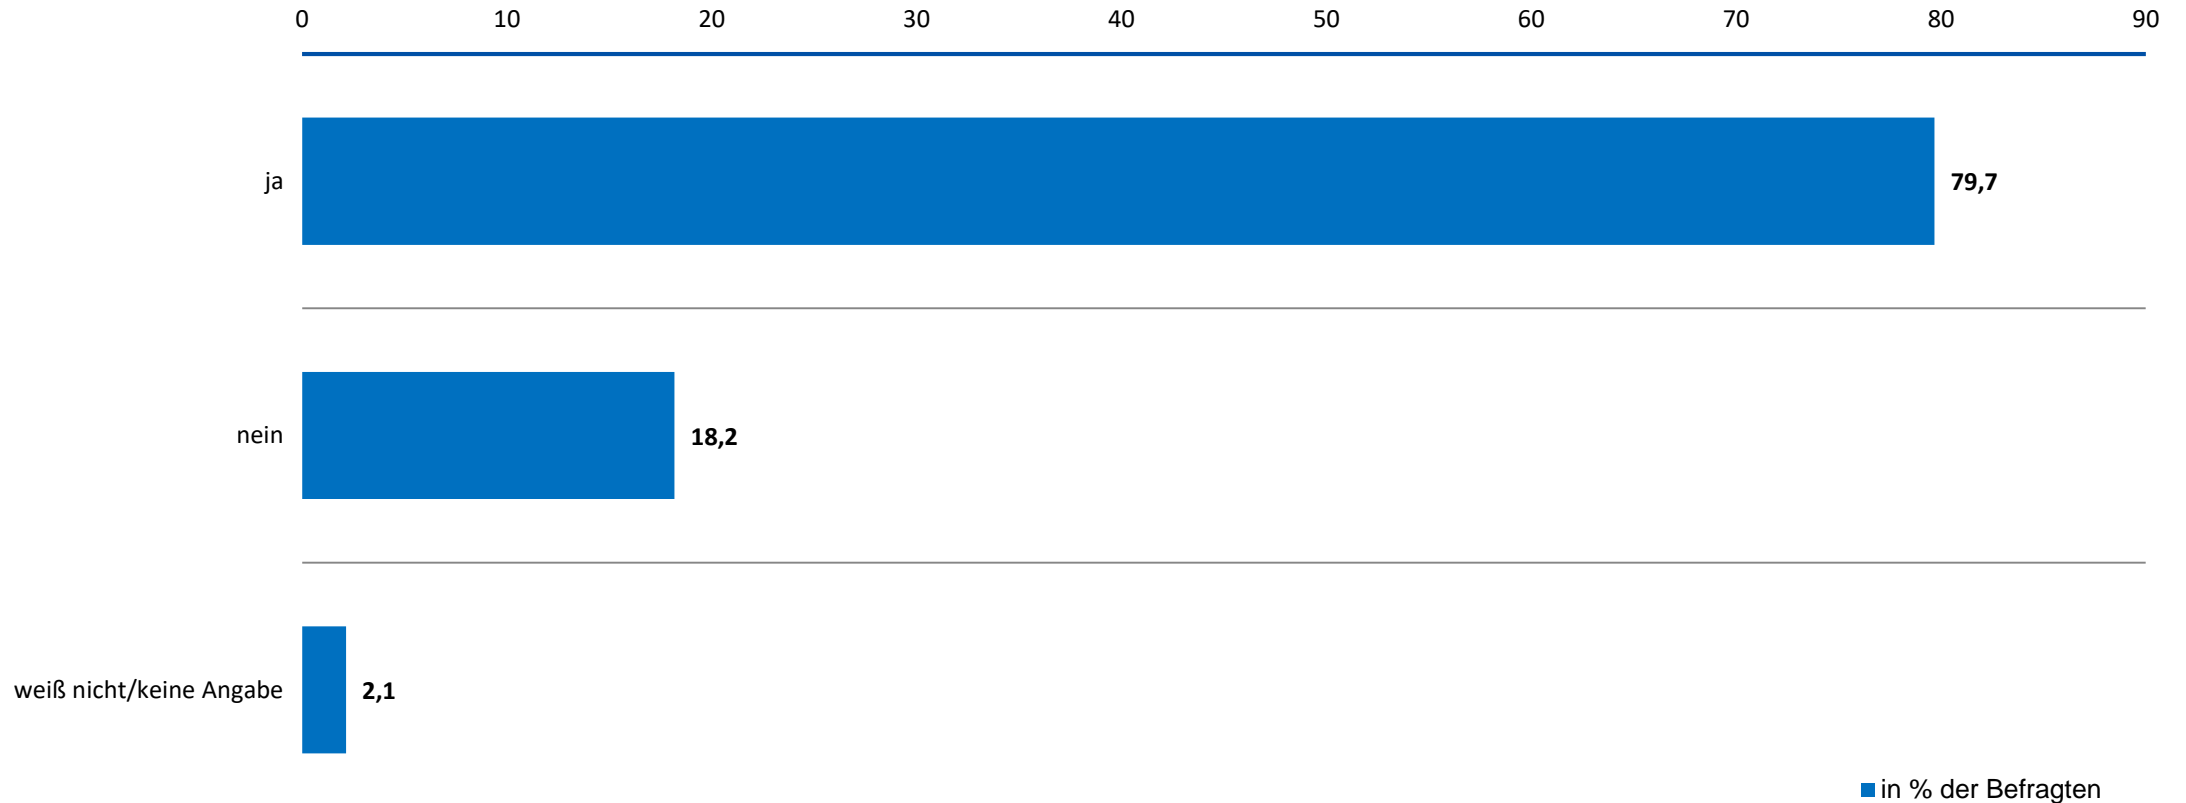 0 10 20 30 40 50 60 70 80 90
ja 79,7
nein 18,2
weiß nicht/keine Angabe 2,1
in % der Befragten